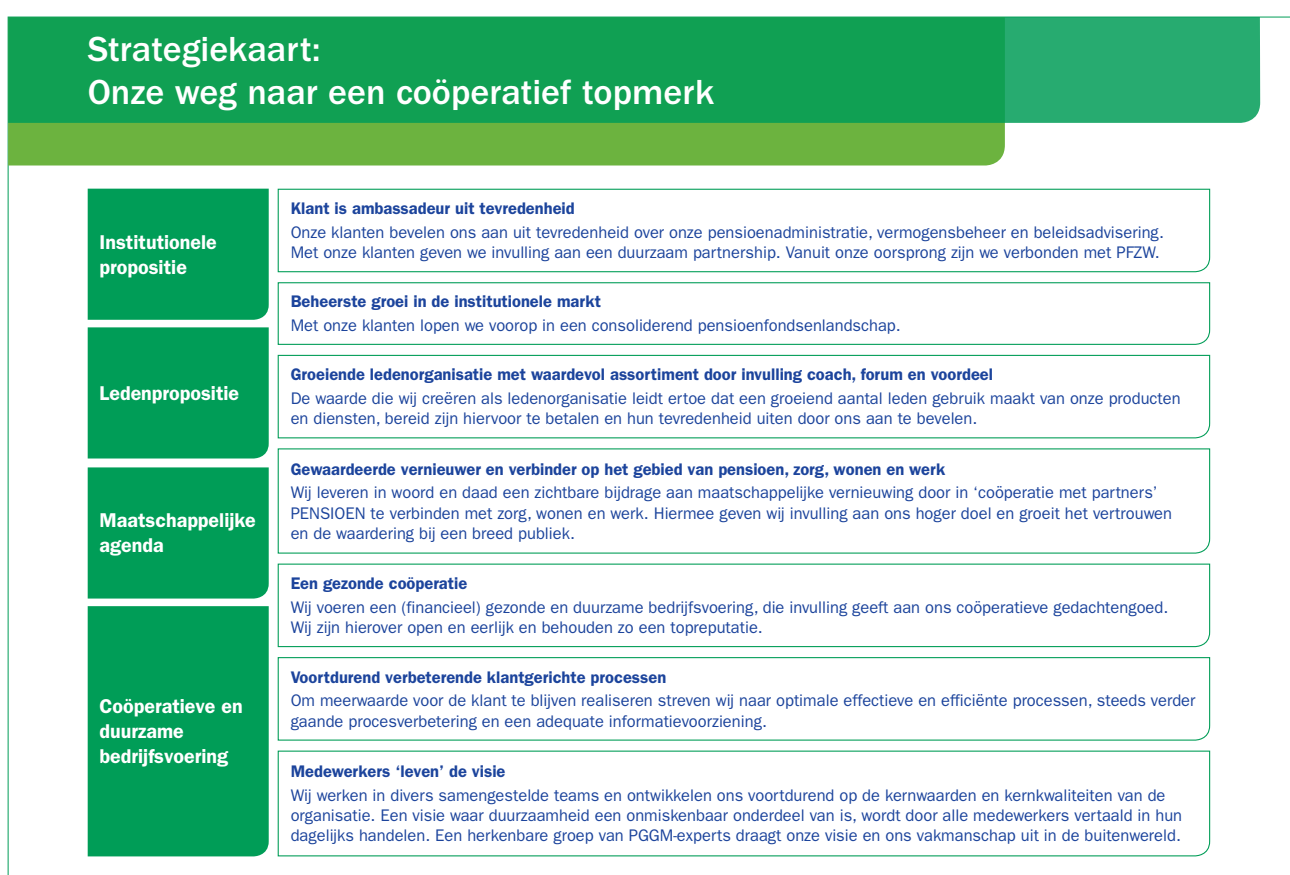 Strategiekaart:
Onze weg naar een coöperatief topmerk
Institutionele
propositie
Klant is ambassadeur uit tevredenheid
Onze klanten bevelen ons aan uit tevredenheid over onze pensioenadministratie, vermogensbeheer en beleidsadvisering.
Met onze klanten geven we invulling aan een duurzaam partnership. Vanuit onze oorsprong zijn we verbonden met PFZW.
Beheerste groei in de institutionele markt
Met onze klanten lopen we voorop in een consoliderend pensioenfondsenlandschap.
Ledenpropositie
Groeiende ledenorganisatie met waardevol assortiment door invulling coach, forum en voordeel
De waarde die wij creëren als ledenorganisatie leidt ertoe dat een groeiend aantal leden gebruik maakt van onze producten
en diensten, bereid zijn hiervoor te betalen en hun tevredenheid uiten door ons aan te bevelen.
Maatschappelijke
agenda
Gewaardeerde vernieuwer en verbinder op het gebied van pensioen, zorg, wonen en werk
Wij leveren in woord en daad een zichtbare bijdrage aan maatschappelijke vernieuwing door in ‘coöperatie met partners’
PENSIOEN te verbinden met zorg, wonen en werk. Hiermee geven wij invulling aan ons hoger doel en groeit het vertrouwen
en de waardering bij een breed publiek.
Coöperatieve en
duurzame
bedrijfsvoering
Een gezonde coöperatie
Wij voeren een (financieel) gezonde en duurzame bedrijfsvoering, die invulling geeft aan ons coöperatieve gedachtengoed.
Wij zijn hierover open en eerlijk en behouden zo een topreputatie.
Voortdurend verbeterende klantgerichte processen
Om meerwaarde voor de klant te blijven realiseren streven wij naar optimale effectieve en efficiënte processen, steeds verder
gaande procesverbetering en een adequate informatievoorziening.
Medewerkers ‘leven’ de visie
Wij werken in divers samengestelde teams en ontwikkelen ons voortdurend op de kernwaarden en kernkwaliteiten van de
organisatie. Een visie waar duurzaamheid een onmiskenbaar onderdeel van is, wordt door alle medewerkers vertaald in hun
dagelijks handelen. Een herkenbare groep van PGGM-experts draagt onze visie en ons vakmanschap uit in de buitenwereld.